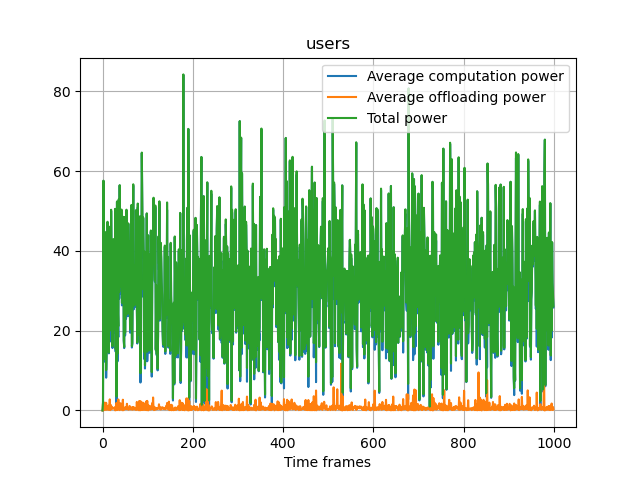 users
Average computation power
Average offloading power
Total power
80
60
40
20
0
0 200 400 600 800 1000
Time frames